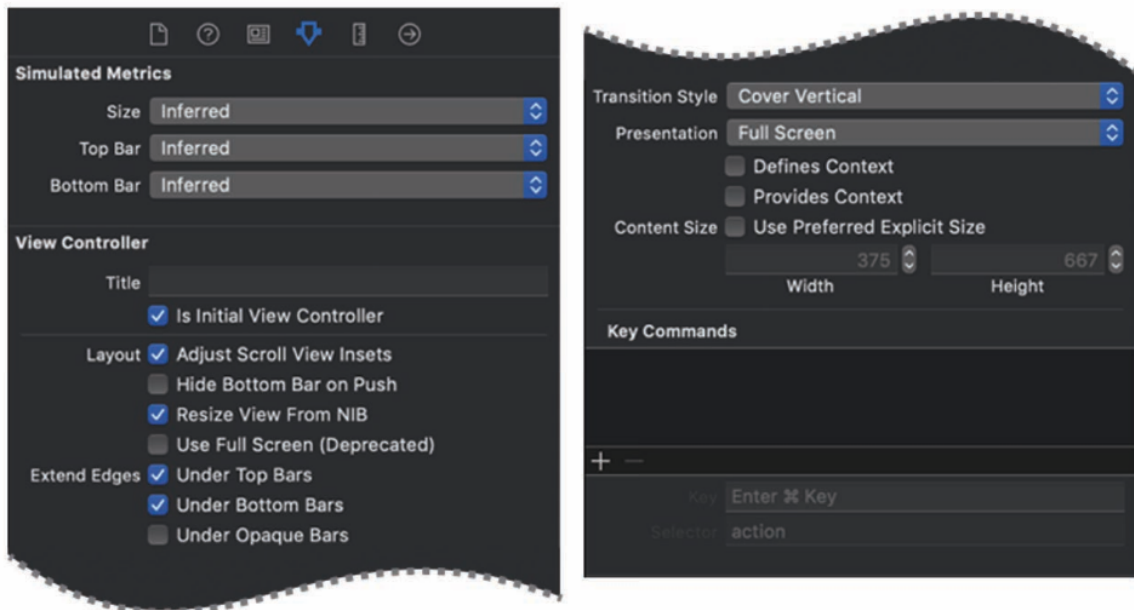 Simulated Metrics
Size Inferred
Top Bar Inferred
Bottom Bar Inferred
View Controller
Title
Is Initial View Controller
Layout Adjust Scroll View Insets
Hide Bottom Bar on Push
Resize View From NIB
Use Full Screen (Deprecated)
Extend Edges Under Top Bars
Under Bottom Bars
Under Opaque Bars
Transition Style Cover Vertical
Presentation Full Screen
Defines Context
Provides Context
Content Size Use Preferred Explicit Size
375 667
Width Height
Key Commands
Key Enter ⌘ Key
Selector action